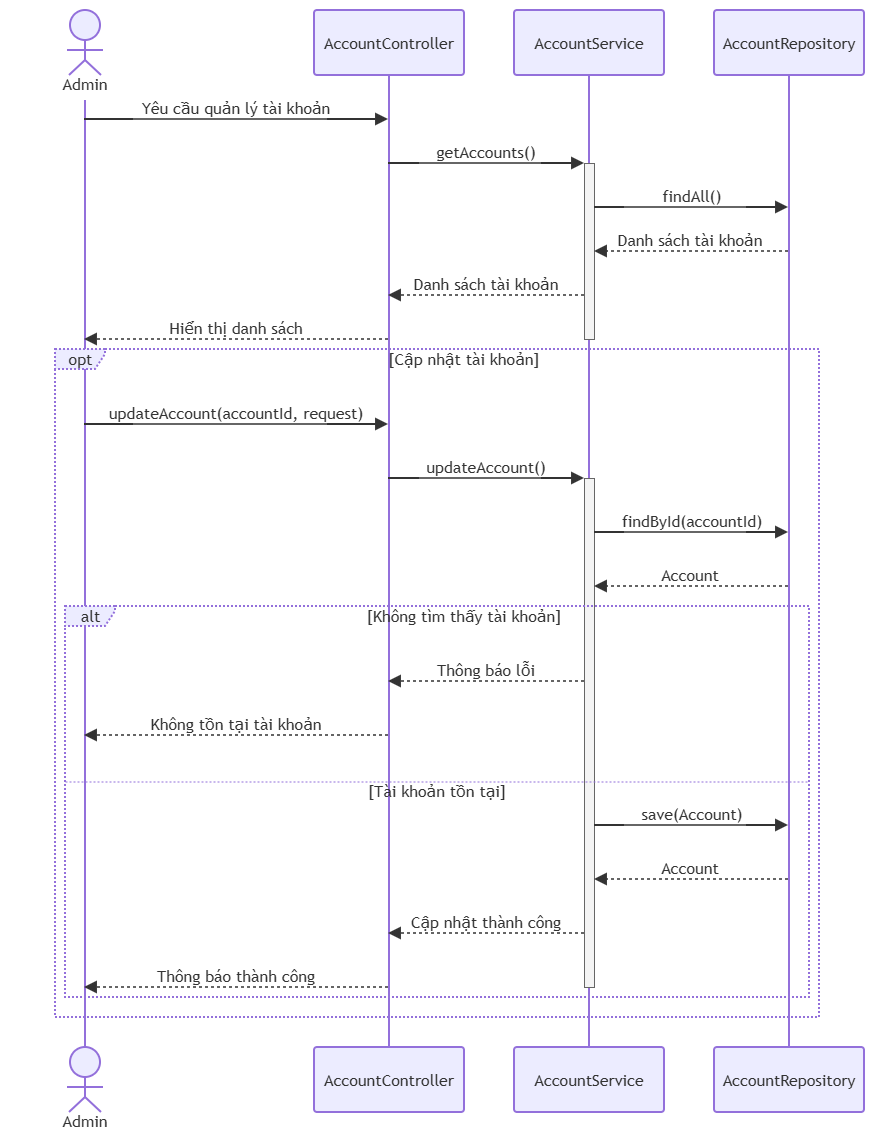 Admin
AccountController
AccountService
AccountRepository
Yêu cầu quản lý tài khoản
getAccounts()
findAll()
Danh sách tài khoản
Danh sách tài khoản
Hiển thị danh sách
opt
[Cập nhật tài khoản]
updateAccount(accountId, request)
updateAccount()
findById(accountId)
Account
alt
[Không tìm thấy tài khoản]
Thông báo lỗi
Không tồn tại tài khoản
[Tài khoản tồn tại]
save(Account)
Account
Cập nhật thành công
Thông báo thành công
Admin
AccountController
AccountService
AccountRepository